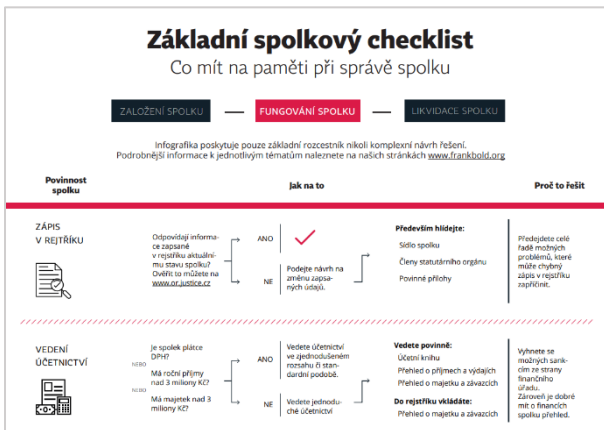 Základní spolkový checklist
Co mít na paměti při správě spolku
ZALOŽENÍ SPOLKU — FUNGOVÁNÍ SPOLKU — LIKVIDACE SPOLKU
Infografika poskytuje pouze základní rozcestník nikoli komplexní návrh řešení.
Podrobnější informace k jednotlivým tématům naleznete na našich stránkách www.frankbold.org
Povinnost
spolku
Jak na to
Proč to řešit
ZÁPIS
V REJTŘÍKU
Odpovídají informa-
ce zapsané
v rejstříku aktuální-
mu stavu spolku?
Ověřit to můžete na
www.or.justice.cz
ANO
NE
Podejte návrh na
změnu zapsa-
ných údajů.
Především hlídejte:
Sídlo spolku
Členy statutárního orgánu
Povinné přílohy
Předejdete celé
řadě možných
problémů, které
může chybný
zápis v rejstříku
zapříčinit.
VEDENÍ
ÚČETNICTVÍ
Je spolek plátce
DPH?
NEBO
Má roční příjmy
nad 3 miliony Kč?
NEBO
Má majetek nad 3
miliony Kč?
ANO
Vedete účetnictví
ve zjednodušeném
rozsahu či stan-
dardní podobě.
NE
Vedete jednodu-
ché účetnictví
Vedete povinně:
Účetní knihu
Přehled o příjmech a výdajích
Přehled o majetku a závazcích
Do rejstříku vkládáte:
Přehled o majetku a závazcích
Vyhnete se
možných sank-
cím ze strany
finančního
úřadu.
Zároveň je dobré
mít o financích
spolku přehled.